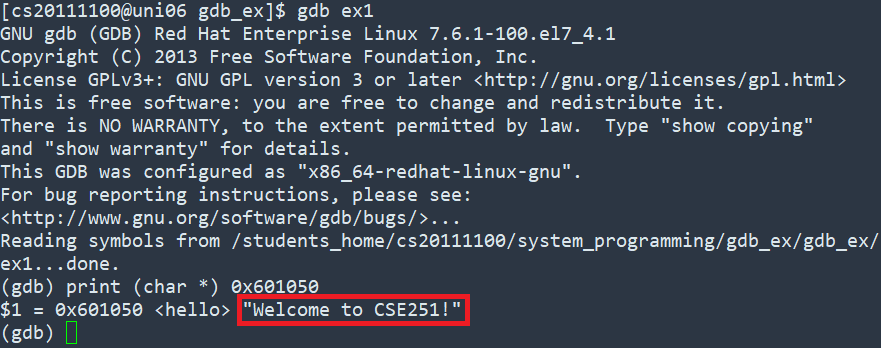 [cs20111100@uni06 gdb_ex]$ gdb ex1
GNU gdb (GDB) Red Hat Enterprise Linux 7.6.1-100.el7_4.1
Copyright (C) 2013 Free Software Foundation, Inc.
License GPLv3+: GNU GPL version 3 or later <http://gnu.org/licenses/gpl.html>
This is free software: you are free to change and redistribute it.
There is NO WARRANTY, to the extent permitted by law.  Type "show copying"
and "show warranty" for details.
This GDB was configured as "x86_64-redhat-linux-gnu".
For bug reporting instructions, please see:
<http://www.gnu.org/software/gdb/bugs/>...
Reading symbols from /students_home/cs20111100/system_programming/gdb_ex/gdb_ex/
ex1...done.
(gdb) print (char *) 0x601050
$1 = 0x601050 <hello> "Welcome to CSE251!"
(gdb)